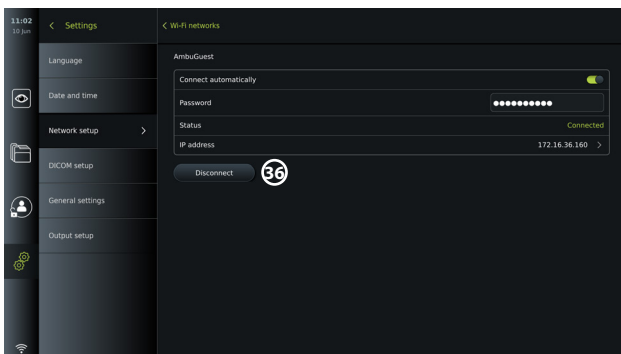 11:02
10 Jun
Settings
Wi-Fi networks
Language
Date and time
Network setup
DICOM setup
General settings
Output setup
AmbuGuest
Connect automatically
Password ●●●●●●●●●●
Status Connected
IP address 172.16.36.160
Disconnect 36